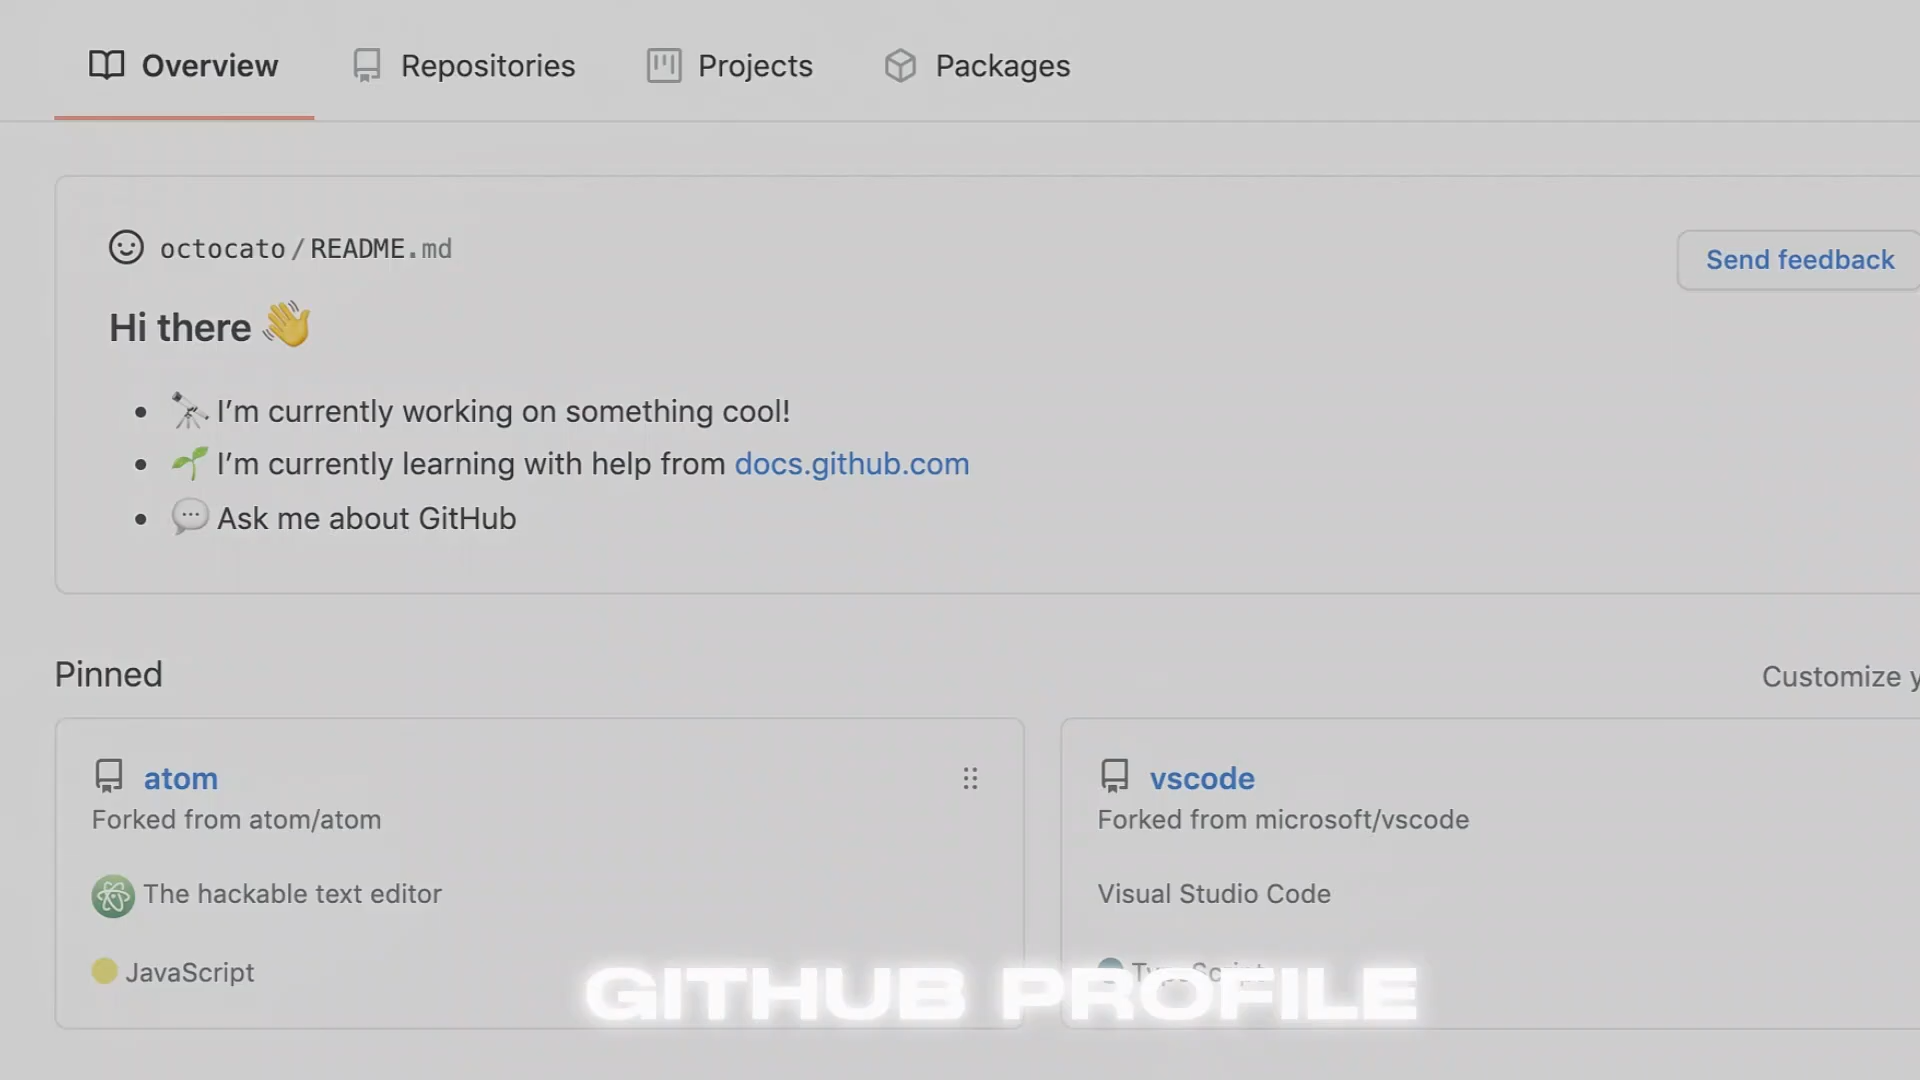 Overview Repositories Projects Packages
octocato/README.md
Send feedback
Hi there 👋
• 🔭 I’m currently working on something cool!
• 🌱 I’m currently learning with help from docs.github.com
• 💬 Ask me about GitHub
Pinned
Customize y
atom
Forked from atom/atom
The hackable text editor
JavaScript
vscode
Forked from microsoft/vscode
Visual Studio Code
TypeScript
GITHUB PROFILE